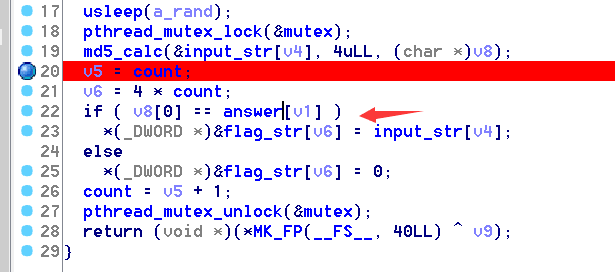 17 usleep(a_rand);
18 pthread_mutex_lock(&mutex);
19 md5_calc(&input_str[v4], 4uLL, (char *)v8);
20 v5 = count;
21 v6 = 4 * count;
22 if ( v8[0] == answer[v1] )
23 *(_DWORD *)&flag_str[v6] = input_str[v4];
24 else
25 *(_DWORD *)&flag_str[v6] = 0;
26 count = v5 + 1;
27 pthread_mutex_unlock(&mutex);
28 return (void *)(*MK_FP(__FS__, 40LL) ^ v9);
29 }